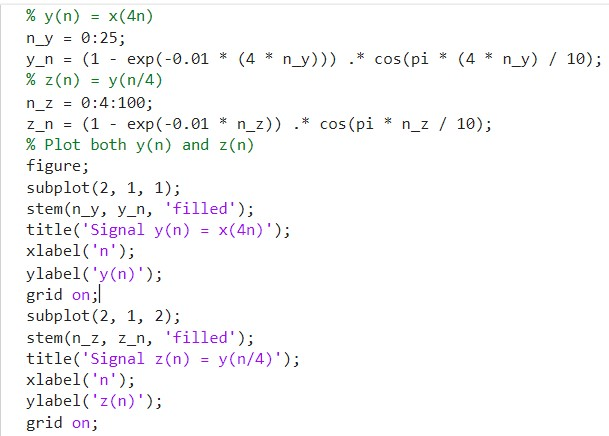 % y(n) = x(4n)
n_y = 0:25;
y_n = (1 - exp(-0.01 * (4 * n_y))) .* cos(pi * (4 * n_y) / 10);
% z(n) = y(n/4)
n_z = 0:4:100;
z_n = (1 - exp(-0.01 * n_z)) .* cos(pi * n_z / 10);
% Plot both y(n) and z(n)
figure;
subplot(2, 1, 1);
stem(n_y, y_n, 'filled');
title('Signal y(n) = x(4n)');
xlabel('n');
ylabel('y(n)');
grid on;
subplot(2, 1, 2);
stem(n_z, z_n, 'filled');
title('Signal z(n) = y(n/4)');
xlabel('n');
ylabel('z(n)');
grid on;